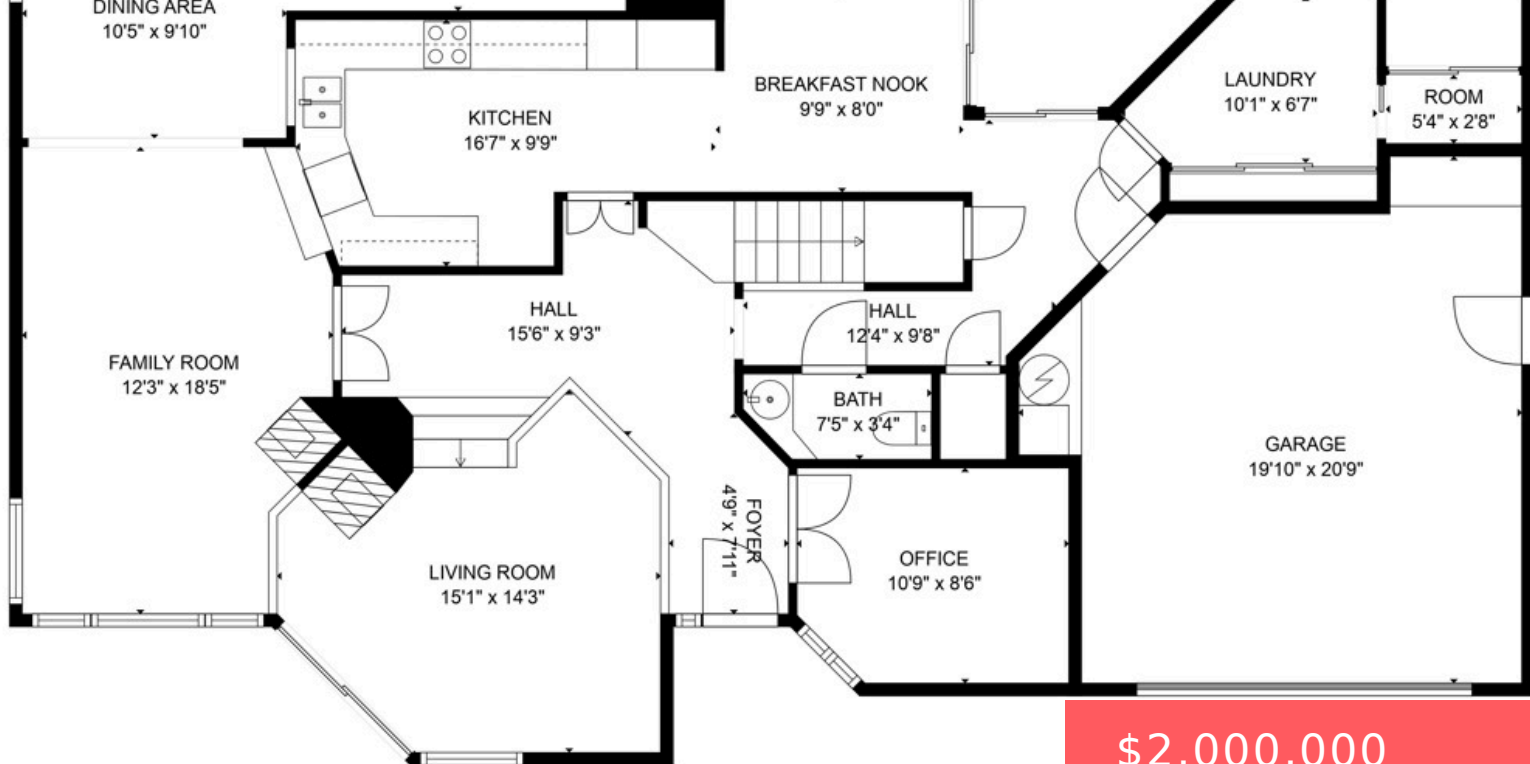 DINING AREA
10'5" x 9'10"
KITCHEN
16'7" x 9'9"
BREAKFAST NOOK
9'9" x 8'0"
LAUNDRY
10'1" x 6'7"
ROOM
5'4" x 2'8"
HALL
15'6" x 9'3"
HALL
12'4" x 9'8"
FAMILY ROOM
12'3" x 18'5"
BATH
7'5" x 3'4"
GARAGE
19'10" x 20'9"
FOYER
4'9" x 7'11"
OFFICE
10'9" x 8'6"
LIVING ROOM
15'1" x 14'3"
$2,000,000